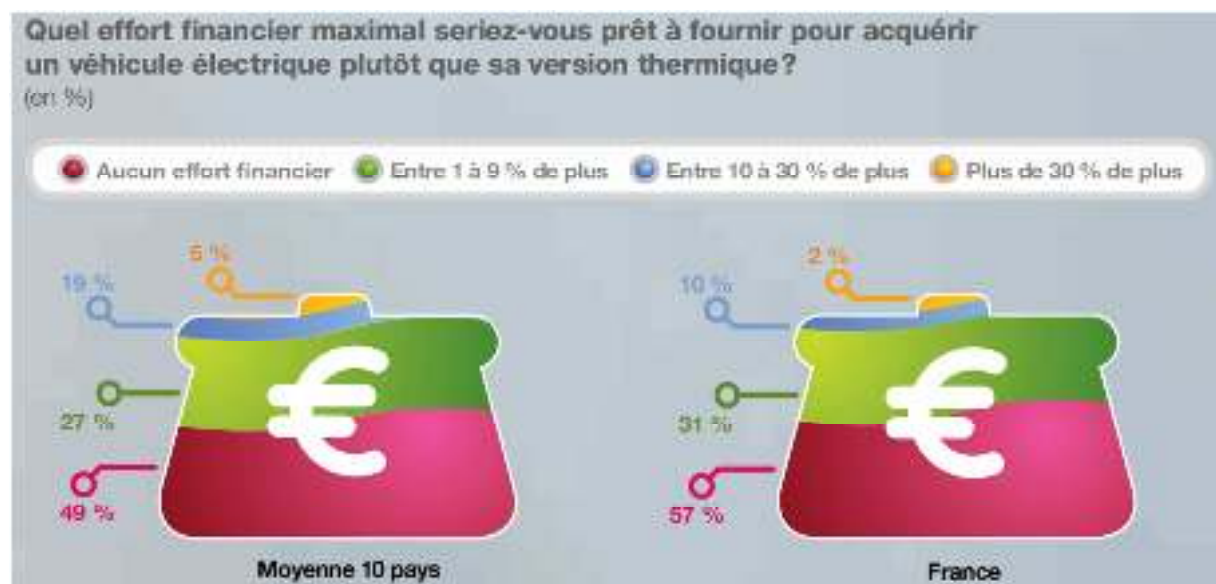 Quel effort financier maximal seriez-vous prêt à fournir pour acquérir
un véhicule électrique plutôt que sa version thermique ?
(en %)
Aucun effort financier Entre 1 à 9 % de plus Entre 10 à 30 % de plus Plus de 30 % de plus
5 %
19 %
27 %
49 %
Moyenne 10 pays
2 %
10 %
31 %
57 %
France